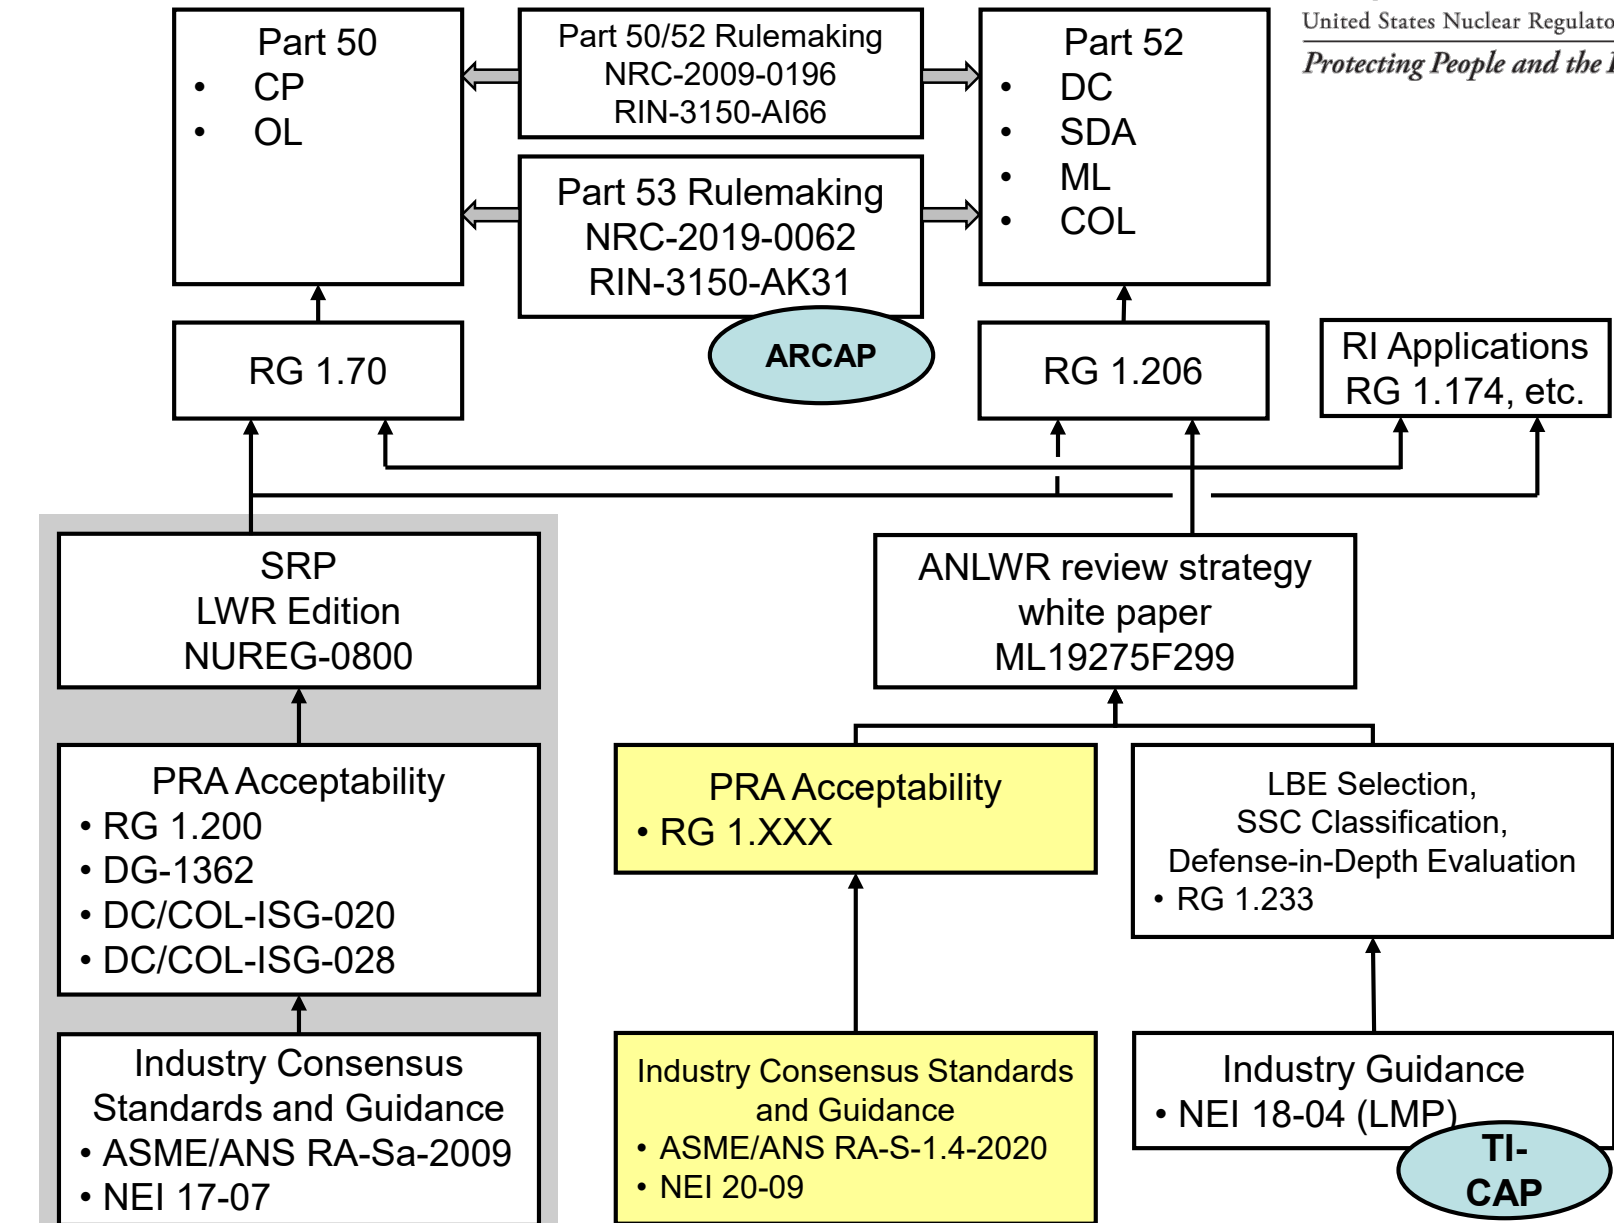 United States Nuclear Regulato
Protecting People and the
Part 50
• CP
• OL
Part 50/52 Rulemaking
NRC-2009-0196
RIN-3150-AI66
Part 53 Rulemaking
NRC-2019-0062
RIN-3150-AK31
ARCAP
Part 52
• DC
• SDA
• ML
• COL
RG 1.70
RG 1.206
RI Applications
RG 1.174, etc.
SRP
LWR Edition
NUREG-0800
ANLWR review strategy
white paper
ML19275F299
PRA Acceptability
• RG 1.200
• DG-1362
• DC/COL-ISG-020
• DC/COL-ISG-028
PRA Acceptability
• RG 1.XXX
LBE Selection,
SSC Classification,
Defense-in-Depth Evaluation
• RG 1.233
Industry Consensus
Standards and Guidance
• ASME/ANS RA-Sa-2009
• NEI 17-07
Industry Consensus Standards
and Guidance
• ASME/ANS RA-S-1.4-2020
• NEI 20-09
Industry Guidance
• NEI 18-04 (LMP)
TI-
CAP